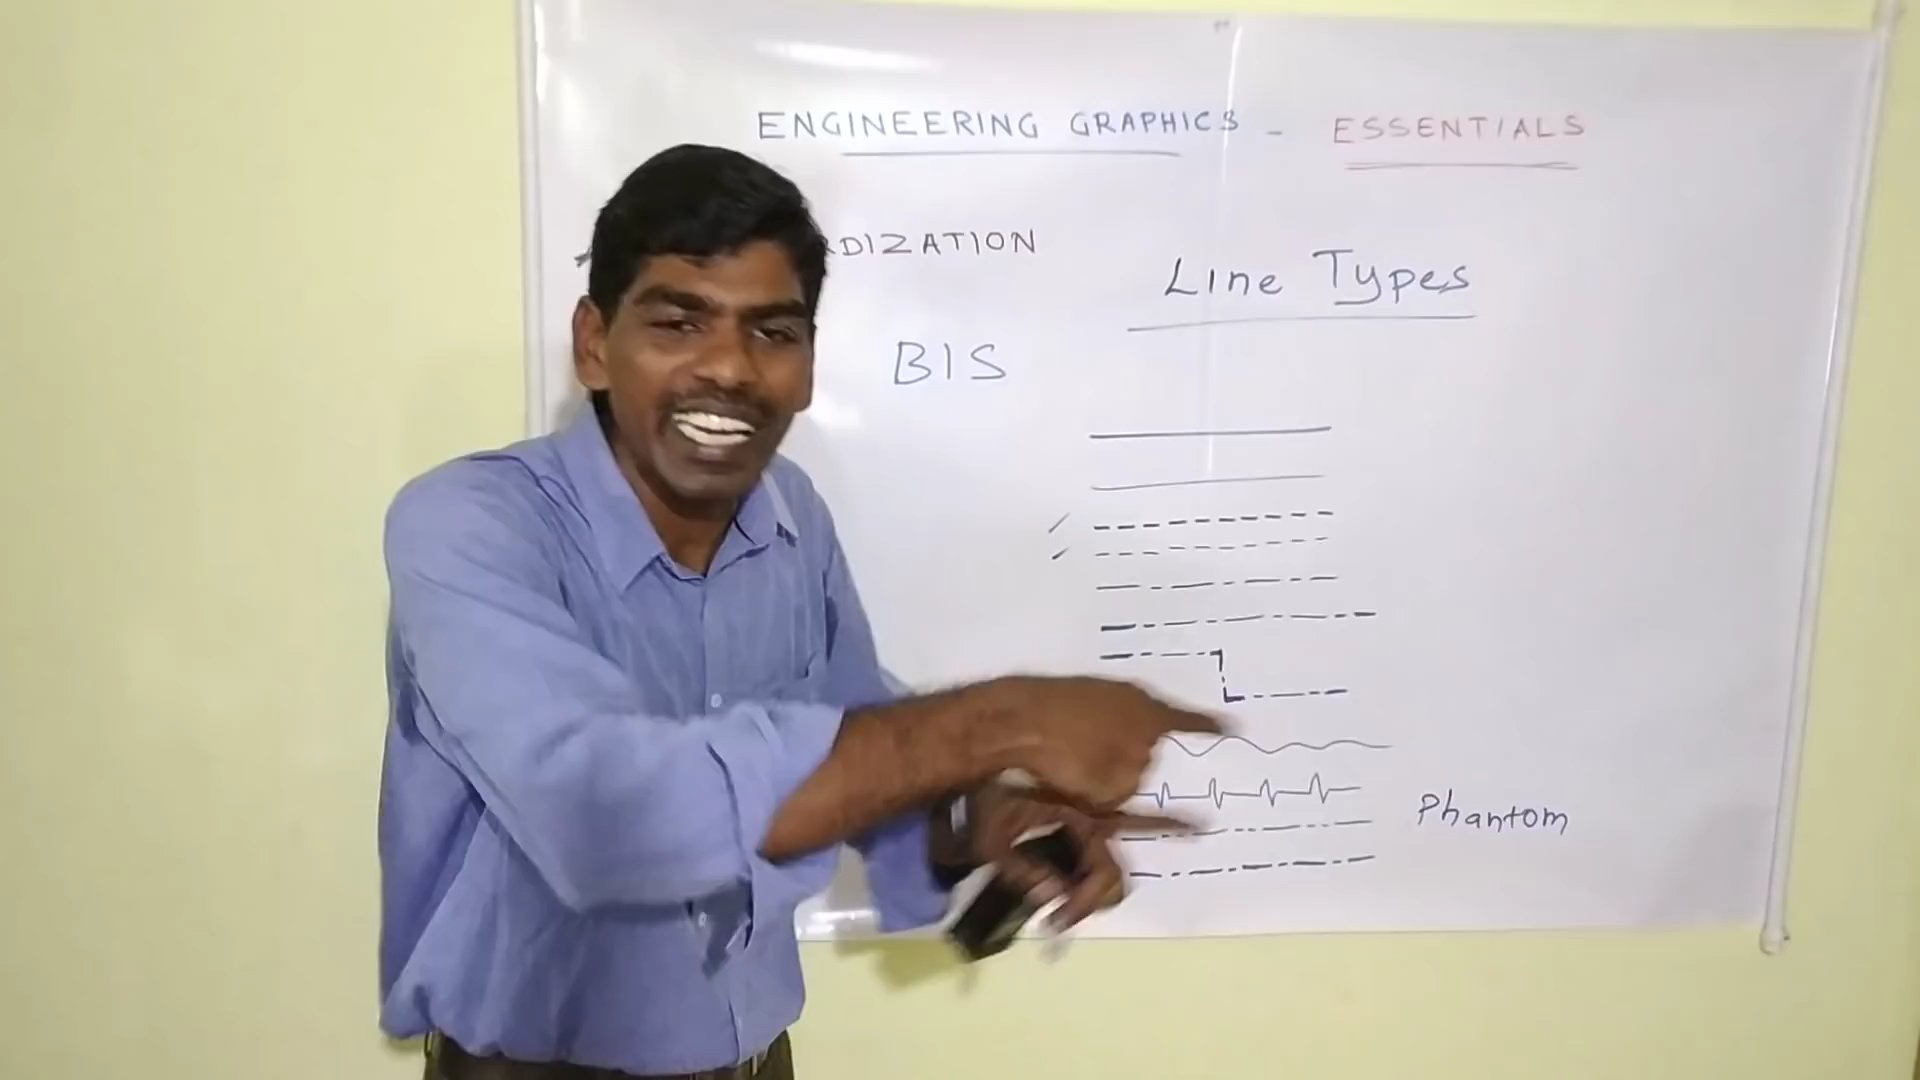 ENGINEERING GRAPHICS - ESSENTIALS
DIZATION
Line Types
BIS
Phantom